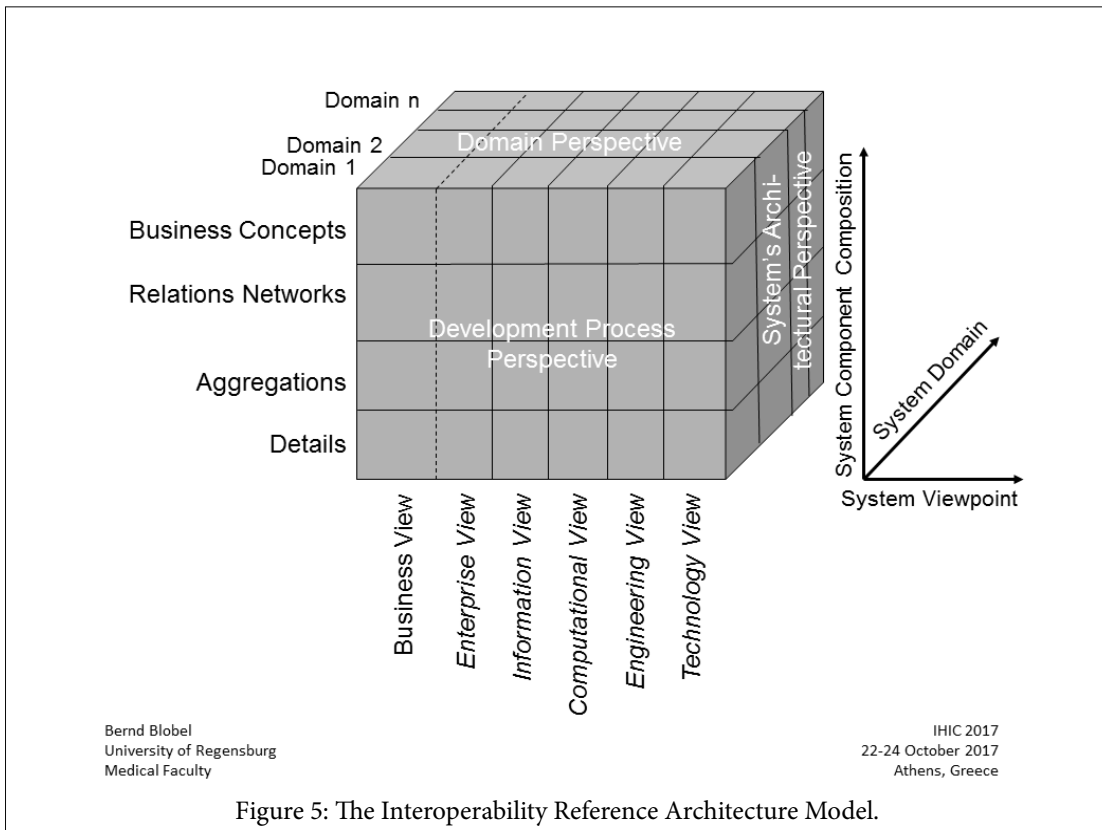 Domain n
Domain 2
Domain 1
Domain Perspective
Business Concepts
Relations Networks
Aggregations
Details
Development Process
Perspective
System's Archi-
tectural Perspective
System Component Composition
System Domain
System Viewpoint
Business View
Enterprise View
Information View
Computational View
Engineering View
Technology View
Bernd Blobel
University of Regensburg
Medical Faculty
IHIC 2017
22-24 October 2017
Athens, Greece
Figure 5: The Interoperability Reference Architecture Model.